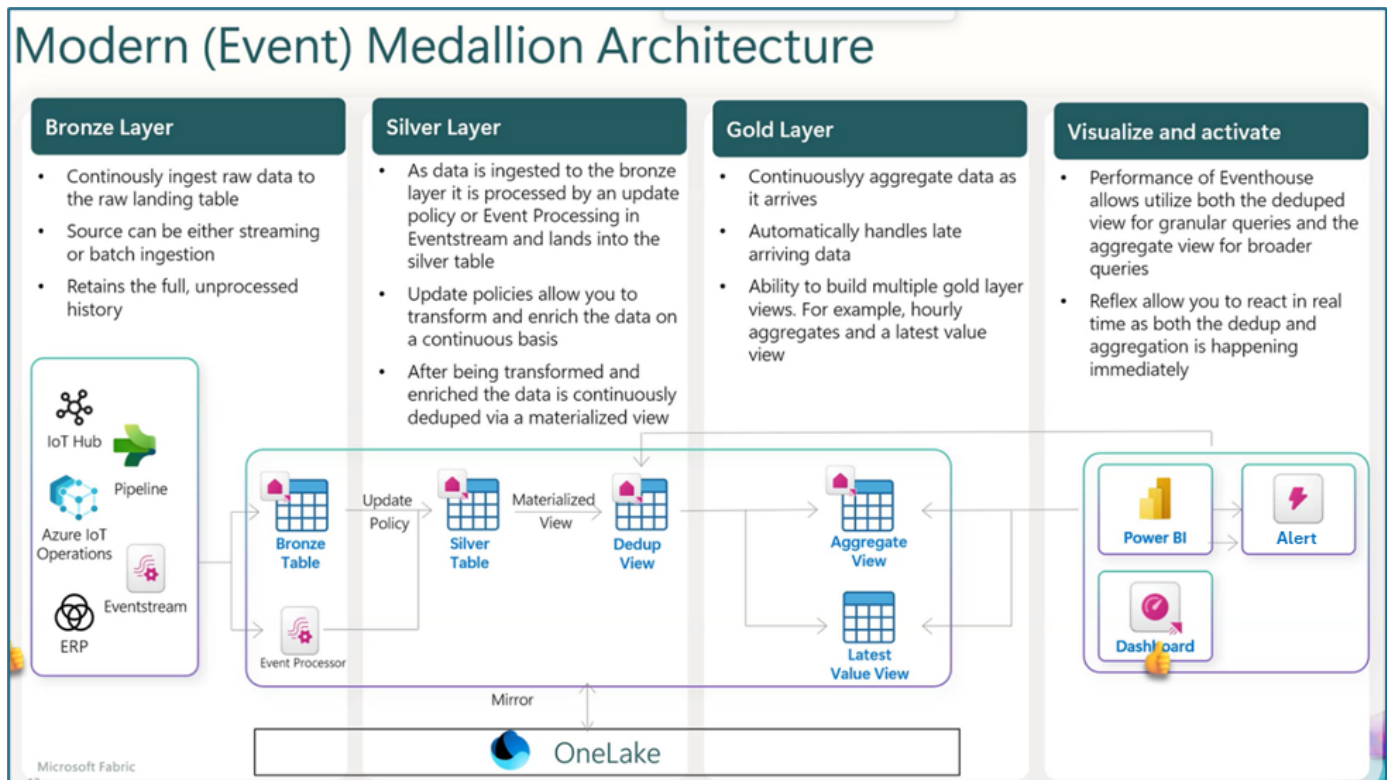 Modern (Event) Medallion Architecture
Bronze Layer
• Continously ingest raw data to
the raw landing table
• Source can be either streaming
or batch ingestion
• Retains the full, unprocessed
history
Silver Layer
• As data is ingested to the bronze
layer it is processed by an update
policy or Event Processing in
Eventstream and lands into the
silver table
• Update policies allow you to
transform and enrich the data on
a continuous basis
• After being transformed and
enriched the data is continuously
deduped via a materialized view
Gold Layer
• Continuouslyy aggregate data as
it arrives
• Automatically handles late
arriving data
• Ability to build multiple gold layer
views. For example, hourly
aggregates and a latest value
view
Visualize and activate
• Performance of Eventhouse
allows utilize both the deduped
view for granular queries and the
aggregate view for broader
queries
• Reflex allow you to react in real
time as both the dedup and
aggregation is happening
immediately
IoT Hub
Pipeline
Azure IoT
Operations
Eventstream
ERP
Bronze
Table
Event Processor
Update
Policy
Silver
Table
Materialized
View
Dedup
View
Aggregate
View
Latest
Value View
Power BI
Alert
Dashboard
Mirror
OneLake
Microsoft Fabric